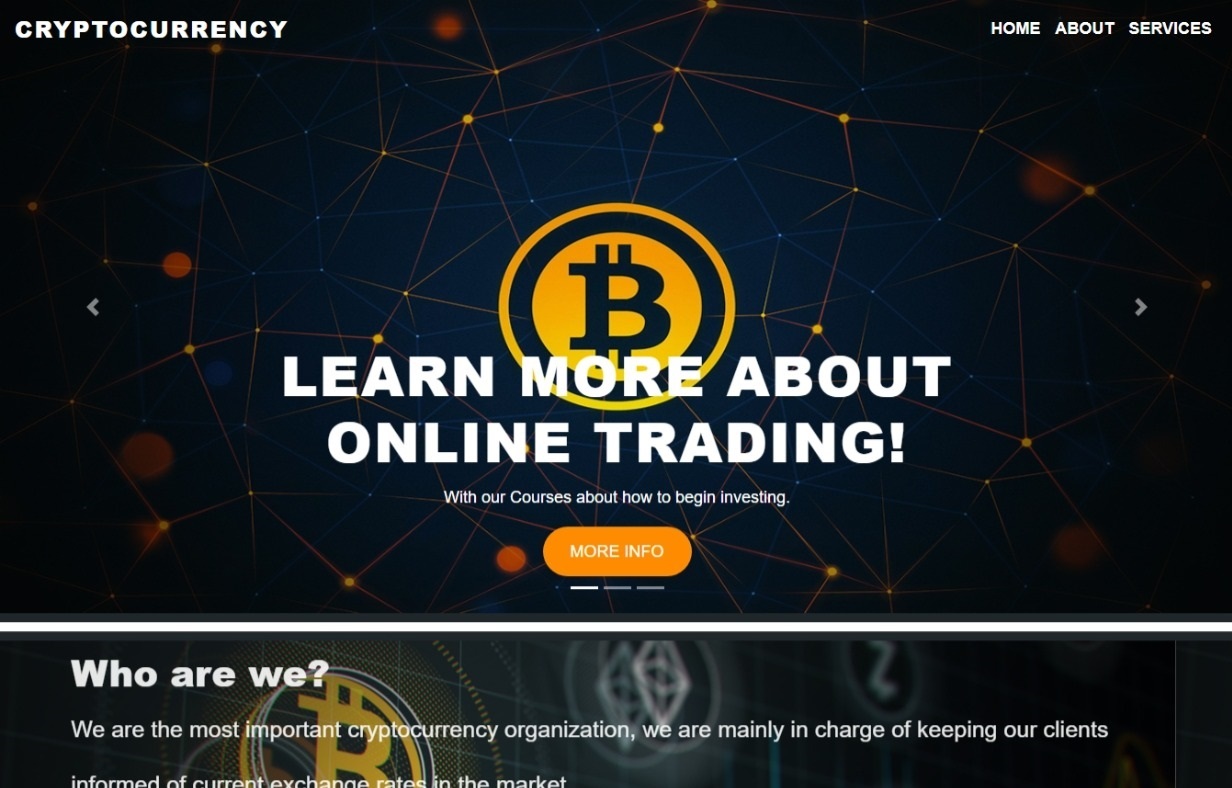 CRYPTOCURRENCY
HOME ABOUT SERVICES
LEARN MORE ABOUT
ONLINE TRADING!
With our Courses about how to begin investing.
MORE INFO
Who are we?
We are the most important cryptocurrency organization, we are mainly in charge of keeping our clients
informed of current exchange rates in the market